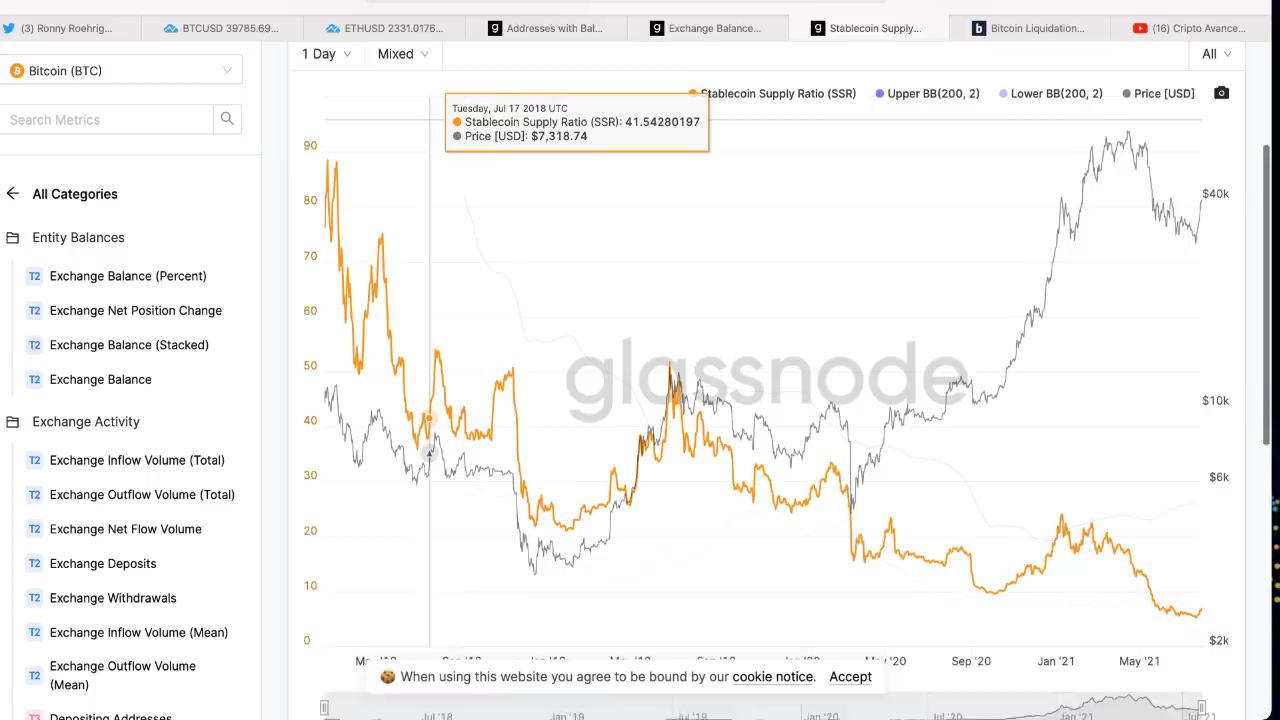 (3) Ronny Roehrig...
BTCUSD 39785.69...
ETHUSD 2331.0176...
Addresses with Bal...
Exchange Balance...
Stablecoin Supply...
Bitcoin Liquidation...
(16) Cripto Avance...
1 Day
Mixed
All
Bitcoin (BTC)
Search Metrics
All Categories
Entity Balances
T2 Exchange Balance (Percent)
T2 Exchange Net Position Change
T2 Exchange Balance (Stacked)
T2 Exchange Balance
Exchange Activity
T2 Exchange Inflow Volume (Total)
T2 Exchange Outflow Volume (Total)
T2 Exchange Net Flow Volume
T2 Exchange Deposits
T2 Exchange Withdrawals
T2 Exchange Inflow Volume (Mean)
T2 Exchange Outflow Volume
(Mean)
T3 Depositing Addresses
Stablecoin Supply Ratio (SSR)
Upper BB(200, 2)
Lower BB(200, 2)
Price [USD]
Tuesday, Jul 17 2018 UTC
Stablecoin Supply Ratio (SSR): 41.54280197
Price [USD]: $7,318.74
90
80
70
60
50
40
30
20
10
0
$40k
$10k
$6k
$2k
glassnode
Sep '20
Jan '21
May '21
🍪 When using this website you agree to be bound by our cookie notice. Accept
Jul '18
Jan '19
Jul '19
Jan '20
Jul '20
Jan '21